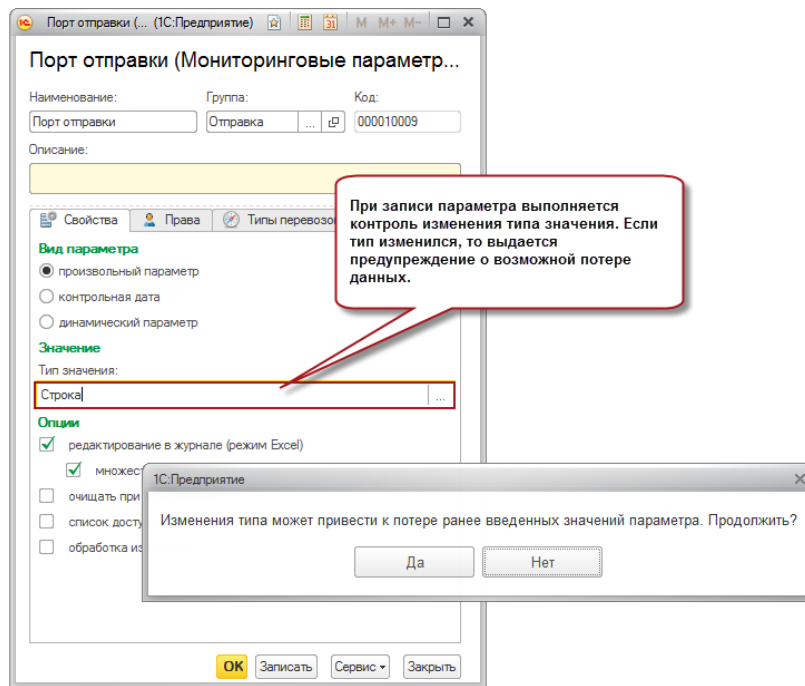 Порт отправки (... (1С:Предприятие)
31 M M+ M-
Порт отправки (Мониторинговые параметр...
Наименование: Группа: Код:
Порт отправки Отправка ... 000010009
Описание:
Свойства Права Типы перевозо
При записи параметра выполняется
контроль изменения типа значения. Если
тип изменился, то выдается
предупреждение о возможной потере
данных.
Вид параметра
произвольный параметр
контрольная дата
динамический параметр
Значение
Тип значения:
Строка ...
Опции
редактирование в журнале (режим Excel)
множест
очищать при
список досту
обработка из
1С:Предприятие
Изменения типа может привести к потере ранее введенных значений параметра. Продолжить?
Да Нет
ОК Записать Сервис Закрыть